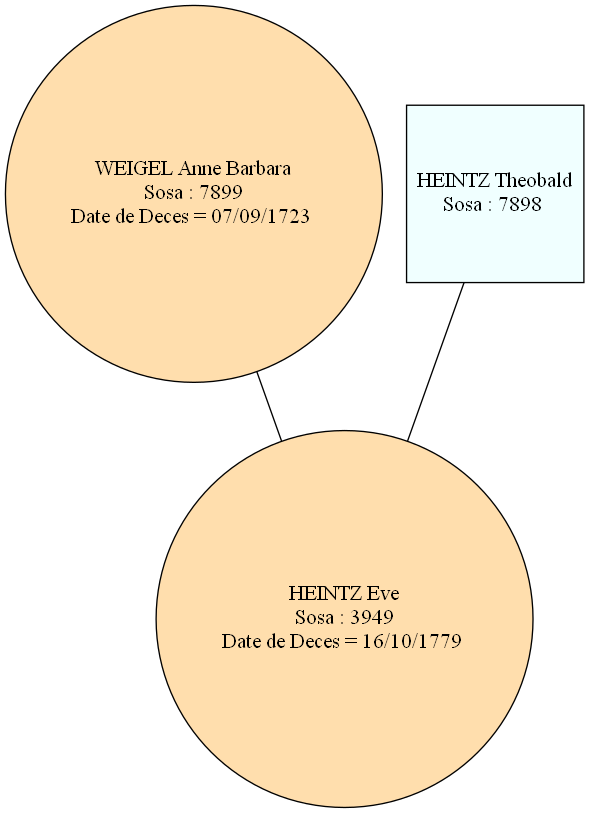 WEIGEL Anne Barbara
Sosa : 7899
Date de Deces = 07/09/1723
HEINTZ Theobald
Sosa : 7898
HEINTZ Eve
Sosa : 3949
Date de Deces = 16/10/1779